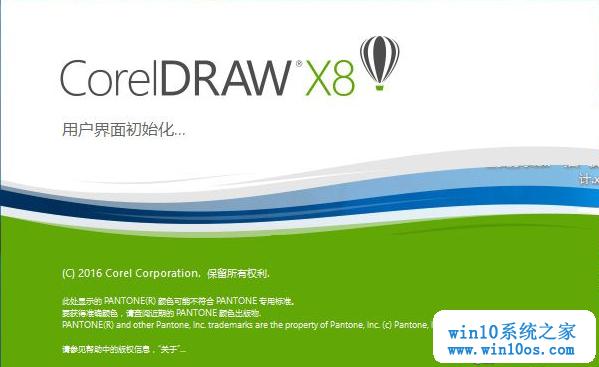 CorelDRAW® X8
用户界面初始化...
计.x
(C) 2016 Corel Corporation. 保留所有权利.
此处显示的 PANTONE(R) 颜色可能不符合 PANTONE 专用标准。
要获得准确颜色，请查阅近期的 PANTONE 颜色出版物.
PANTONE(R) and other Pantone, Inc. trademarks are the property of Pantone, Inc. (c) Pantone,
请参见帮助中的版权信息，"关于"...
win10系统之家
www.win10os.com